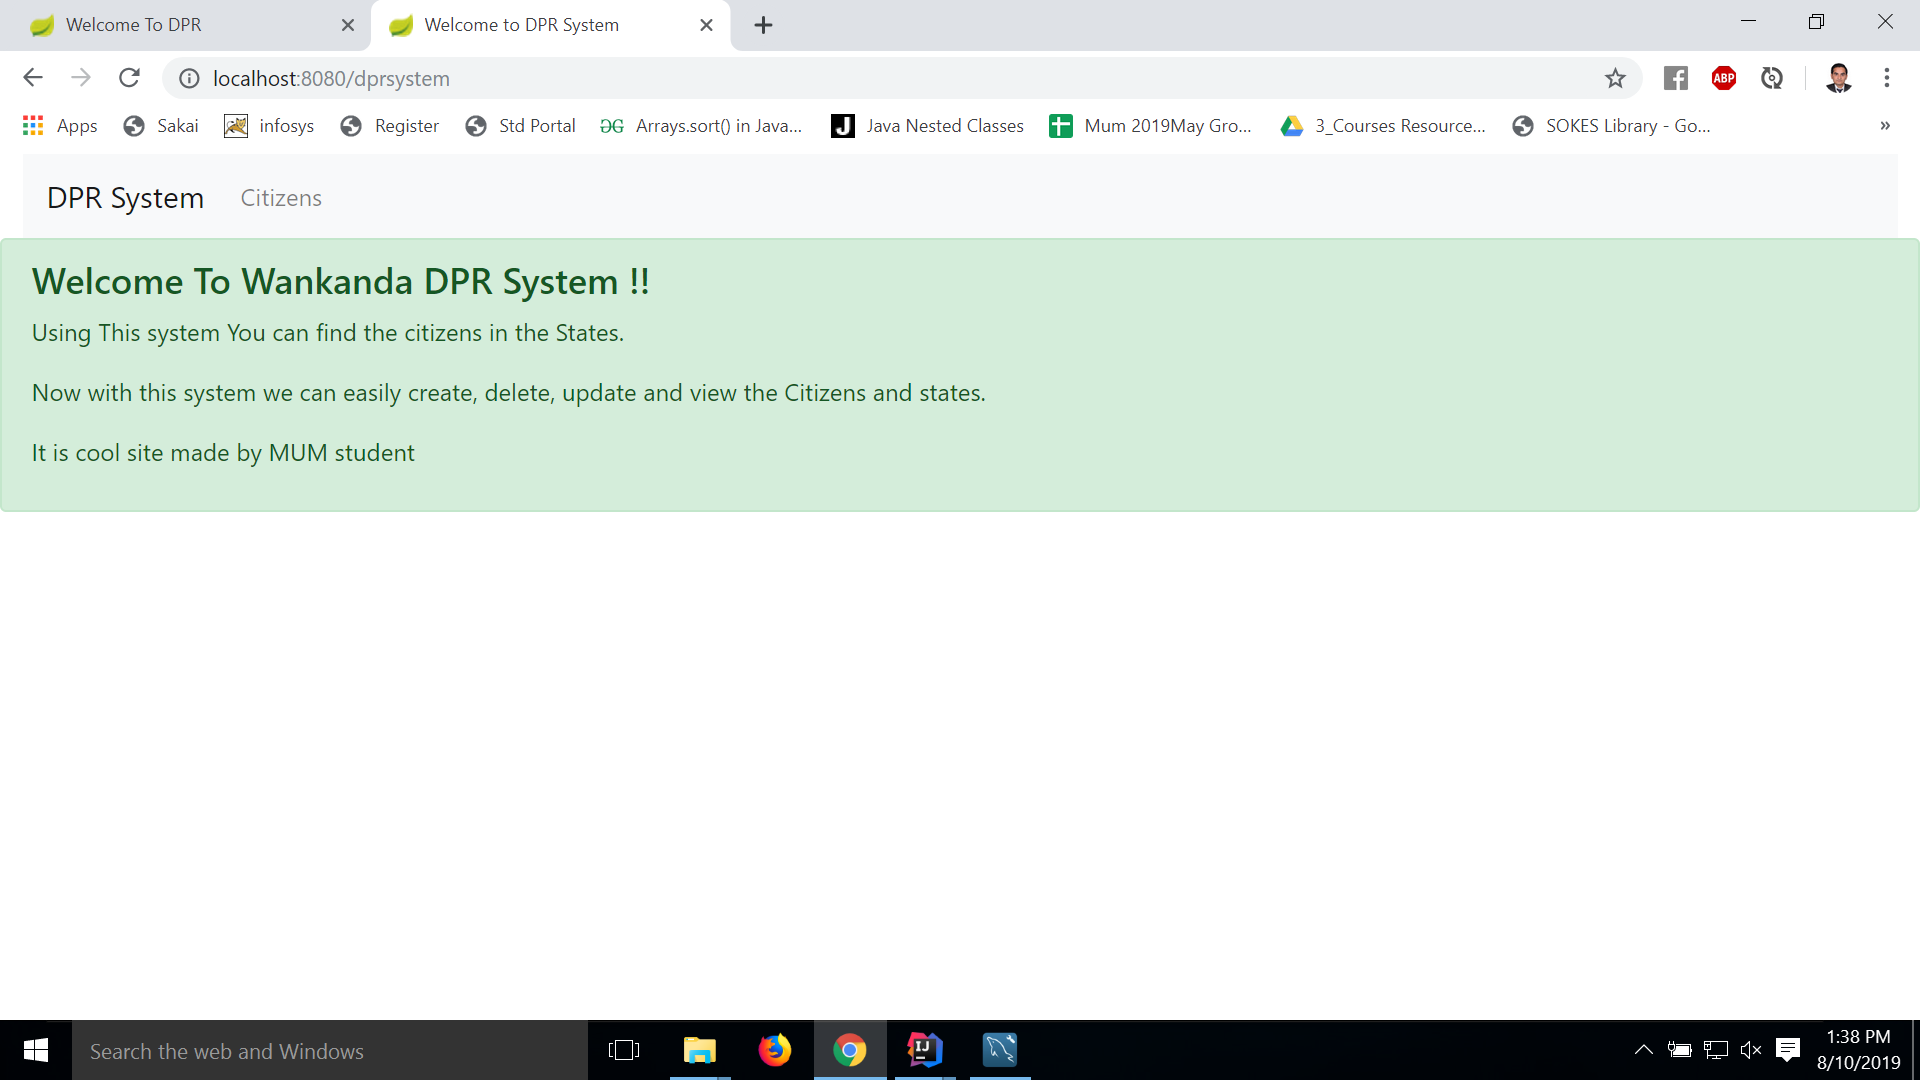 Welcome To DPR
Welcome to DPR System
localhost:8080/dprsystem
ABP
Apps
Sakai
infosys
Register
Std Portal
Arrays.sort() in Java...
J
Java Nested Classes
Mum 2019May Gro...
3_Courses Resource...
SOKES Library - Go...
»
DPR System
Citizens
Welcome To Wankanda DPR System !!
Using This system You can find the citizens in the States.
Now with this system we can easily create, delete, update and view the Citizens and states.
It is cool site made by MUM student
Search the web and Windows
IJ
1:38 PM
8/10/2019